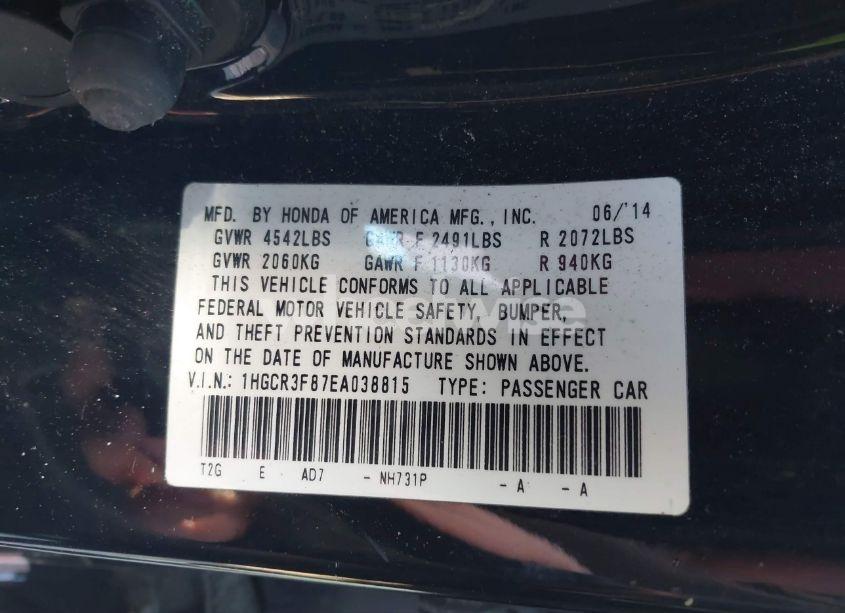 MFD. BY HONDA OF AMERICA MFG., INC. 06/'14
GVWR 4542LBS GAWR F 2491LBS R 2072LBS
GVWR 2060KG GAWR F 1130KG R 940KG
THIS VEHICLE CONFORMS TO ALL APPLICABLE
FEDERAL MOTOR VEHICLE SAFETY, BUMPER,
AND THEFT PREVENTION STANDARDS IN EFFECT
ON THE DATE OF MANUFACTURE SHOWN ABOVE.
V.I.N.: 1HGCR3F87EA038815 TYPE: PASSENGER CAR
T2G E AD7 - NH731P - A - A